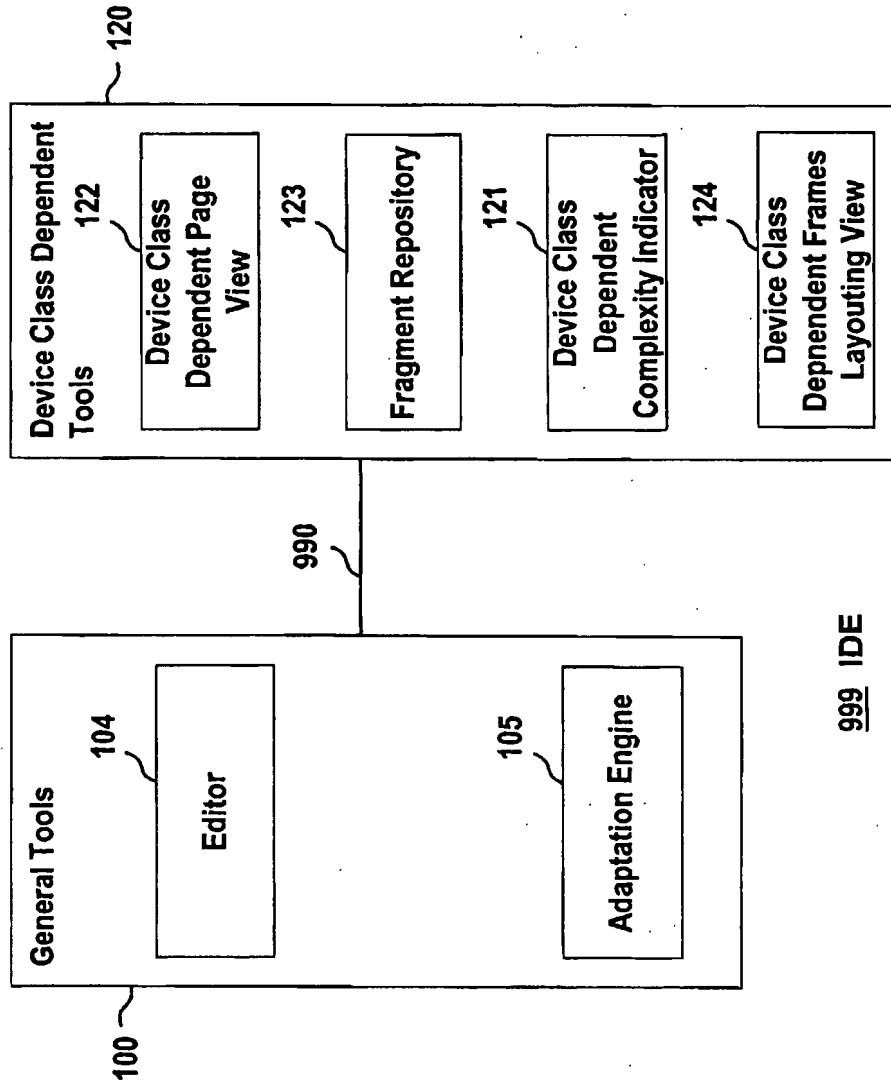 General Tools
100
104
Editor
105
Adaptation Engine
990
Device Class Dependent
Tools
120
122
Device Class
Dependent Page
View
123
Fragment Repository
121
Device Class
Dependent
Complexity Indicator
124
Device Class
Depnendent Frames
Layouting View
999 IDE